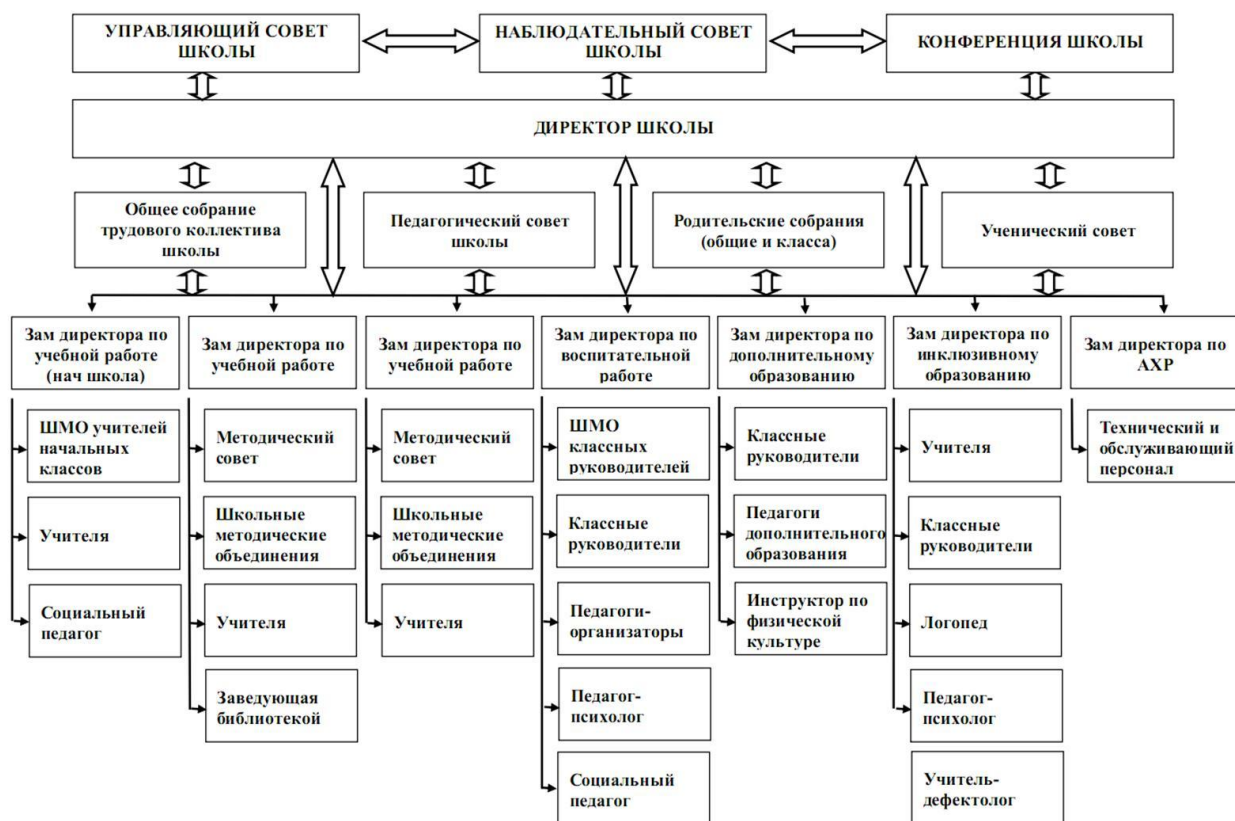 УПРАВЛЯЮЩИЙ СОВЕТ
ШКОЛЫ
НАБЛЮДАТЕЛЬНЫЙ СОВЕТ
ШКОЛЫ
КОНФЕРЕНЦИЯ ШКОЛЫ
ДИРЕКТОР ШКОЛЫ
Общее собрание
трудового коллектива
школы
Педагогический совет
школы
Родительские собрания
(общие и класса)
Ученический совет
Зам директора по
учебной работе
(нач школа)
Зам директора по
учебной работе
Зам директора по
учебной работе
Зам директора по
воспитательной
работе
Зам директора по
дополнительному
образованию
Зам директора по
инклюзивному
образованию
Зам директора по
АХР
ШМО учителей
начальных
классов
Учителя
Социальный
педагог
Методический
совет
Школьные
методические
объединения
Учителя
Заведующая
библиотекой
Методический
совет
Школьные
методические
объединения
Учителя
ШМО
классных
руководителей
Классные
руководители
Педагоги-
организаторы
Педагог-
психолог
Социальный
педагог
Классные
руководители
Педагоги
дополнительного
образования
Инструктор по
физической
культуре
Учителя
Классные
руководители
Логопед
Педагог-
психолог
Учитель-
дефектолог
Технический и
обслуживающий
персонал